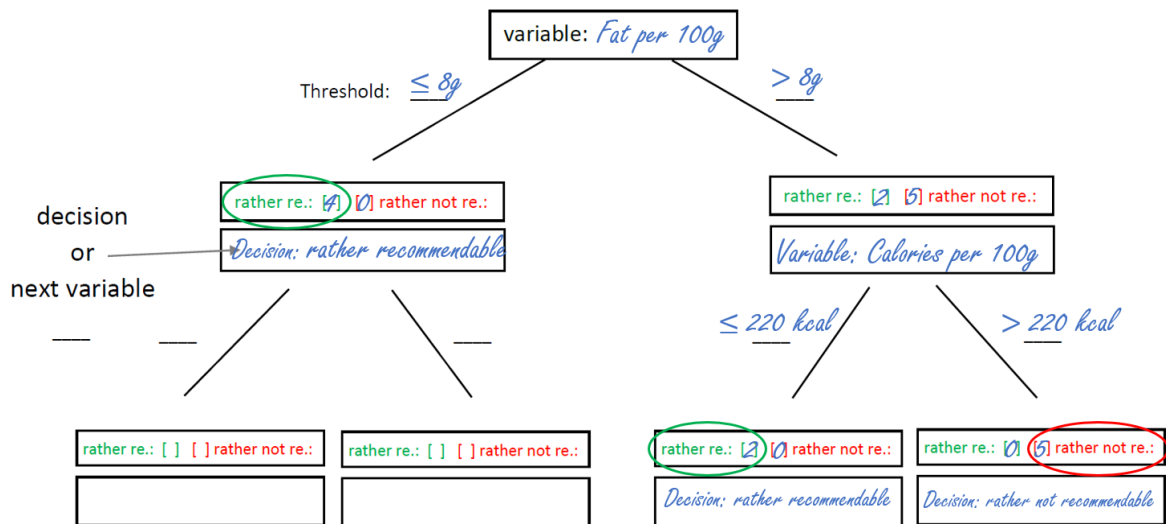 variable: Fat per 100g
Threshold: ≤ 8g
> 8g
rather re.: [4] [0] rather not re.:
rather re.: [2] [5] rather not re.:
decision
or
next variable
Decision: rather recommendable
Variable: Calories per 100g
____ ____ ____
≤ 220 kcal
> 220 kcal
rather re.: [ ] [ ] rather not re.:
rather re.: [ ] [ ] rather not re.:
rather re.: [2] [0] rather not re.:
rather re.: [0] [5] rather not re.:
Decision: rather recommendable
Decision: rather not recommendable